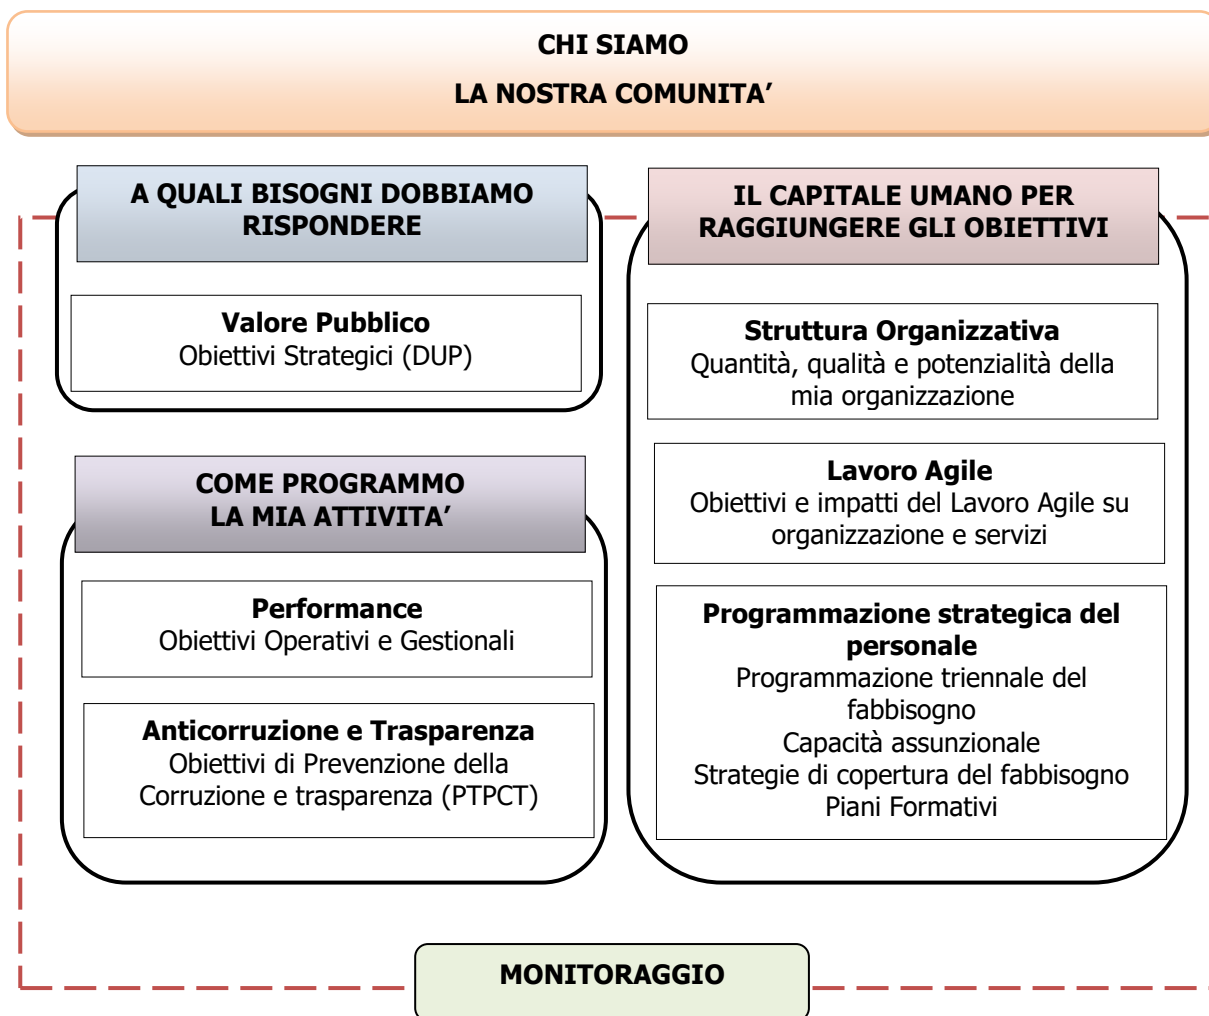 CHI SIAMO
LA NOSTRA COMUNITA’
A QUALI BISOGNI DOBBIAMO
RISPONDERE
Valore Pubblico
Obiettivi Strategici (DUP)
COME PROGRAMMO
LA MIA ATTIVITA’
Performance
Obiettivi Operativi e Gestionali
Anticorruzione e Trasparenza
Obiettivi di Prevenzione della
Corruzione e trasparenza (PTPCT)
IL CAPITALE UMANO PER
RAGGIUNGERE GLI OBIETTIVI
Struttura Organizzativa
Quantità, qualità e potenzialità della
mia organizzazione
Lavoro Agile
Obiettivi e impatti del Lavoro Agile su
organizzazione e servizi
Programmazione strategica del
personale
Programmazione triennale del
fabbisogno
Capacità assunzionale
Strategie di copertura del fabbisogno
Piani Formativi
MONITORAGGIO